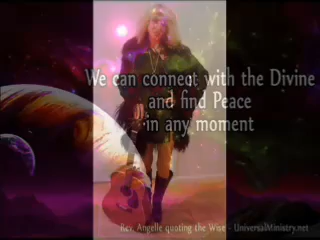 We can connect with the Divine
and find Peace
in any moment
Rev. Angelle quoting the Wise - UniversalMinistry.net